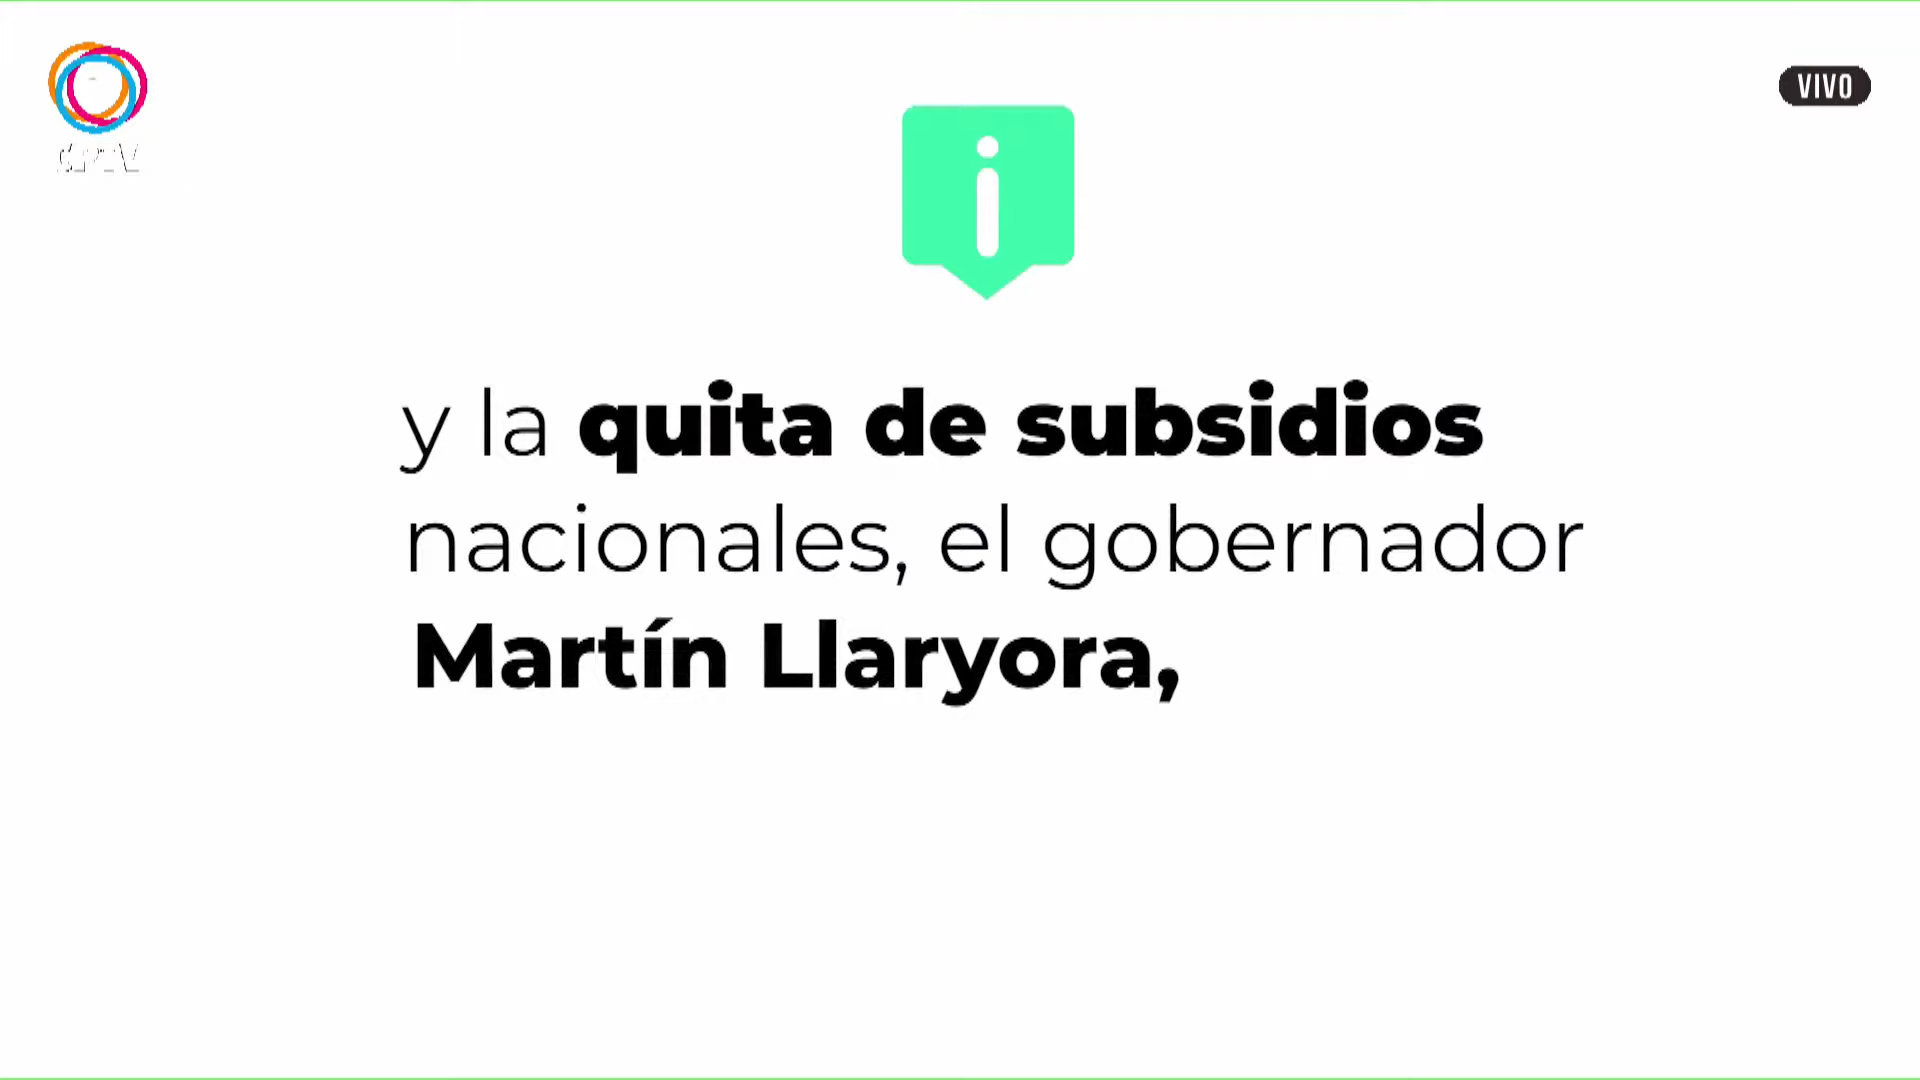 VIVO
y la quita de subsidios
nacionales, el gobernador
Martín Llaryora,